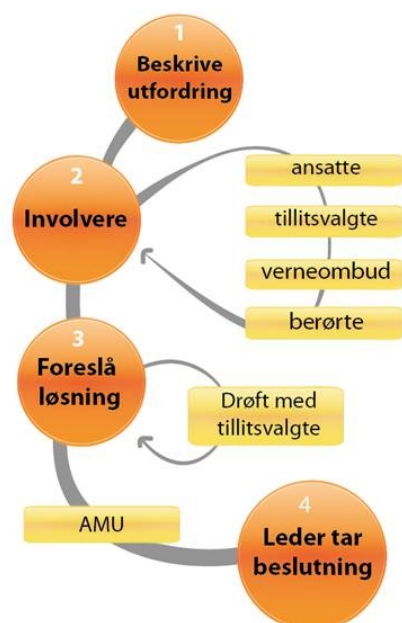 1
Beskrive
utfordring
2
Involvere
ansatte
tillitsvalgte
verneombud
berørte
3
Foreslå
løsning
Drøft med
tillitsvalgte
AMU
4
Leder tar
beslutning